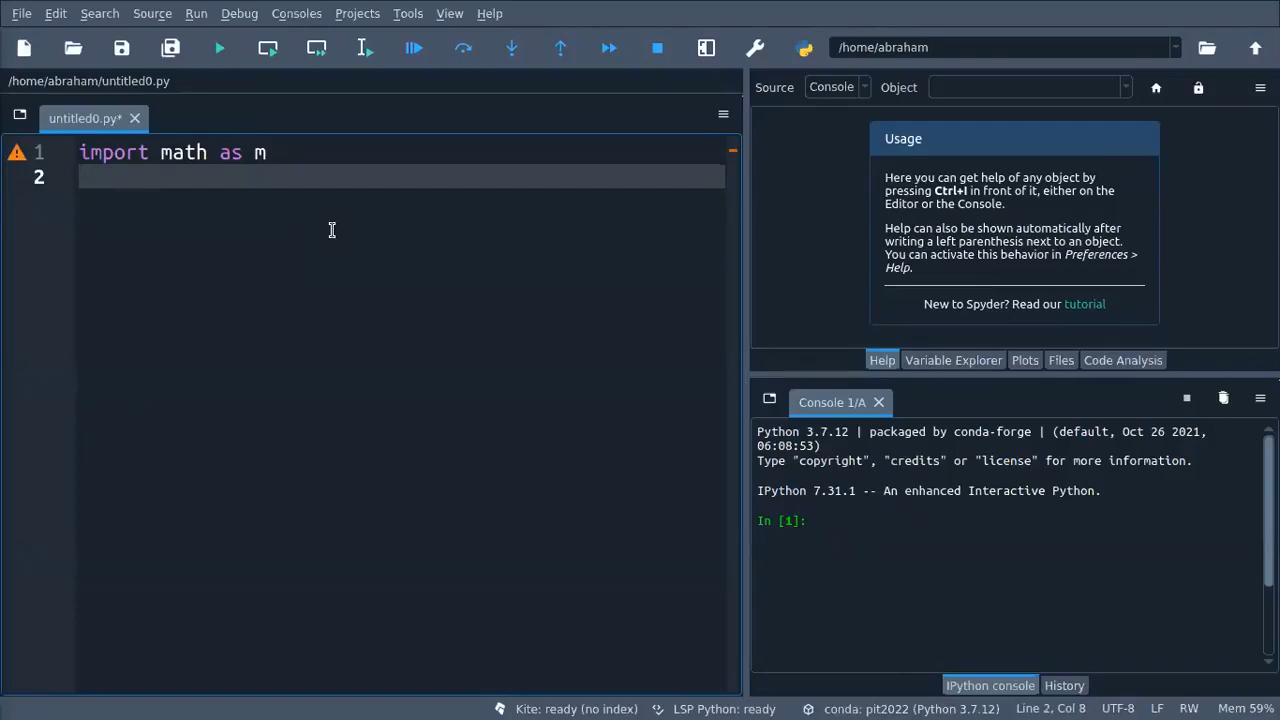 File Edit Search Source Run Debug Consoles Projects Tools View Help
/home/abraham
/home/abraham/untitled0.py
untitled0.py*
1 import math as m
2
Source Console Object
Usage
Here you can get help of any object by
pressing Ctrl+I in front of it, either on the
Editor or the Console.
Help can also be shown automatically after
writing a left parenthesis next to an object.
You can activate this behavior in Preferences >
Help.
New to Spyder? Read our tutorial
Help Variable Explorer Plots Files Code Analysis
Console 1/A
Python 3.7.12 | packaged by conda-forge | (default, Oct 26 2021,
06:08:53)
Type "copyright", "credits" or "license" for more information.
IPython 7.31.1 -- An enhanced Interactive Python.
In [1]:
IPython console History
Kite: ready (no index) LSP Python: ready conda: pit2022 (Python 3.7.12) Line 2, Col 8 UTF-8 LF RW Mem 59%